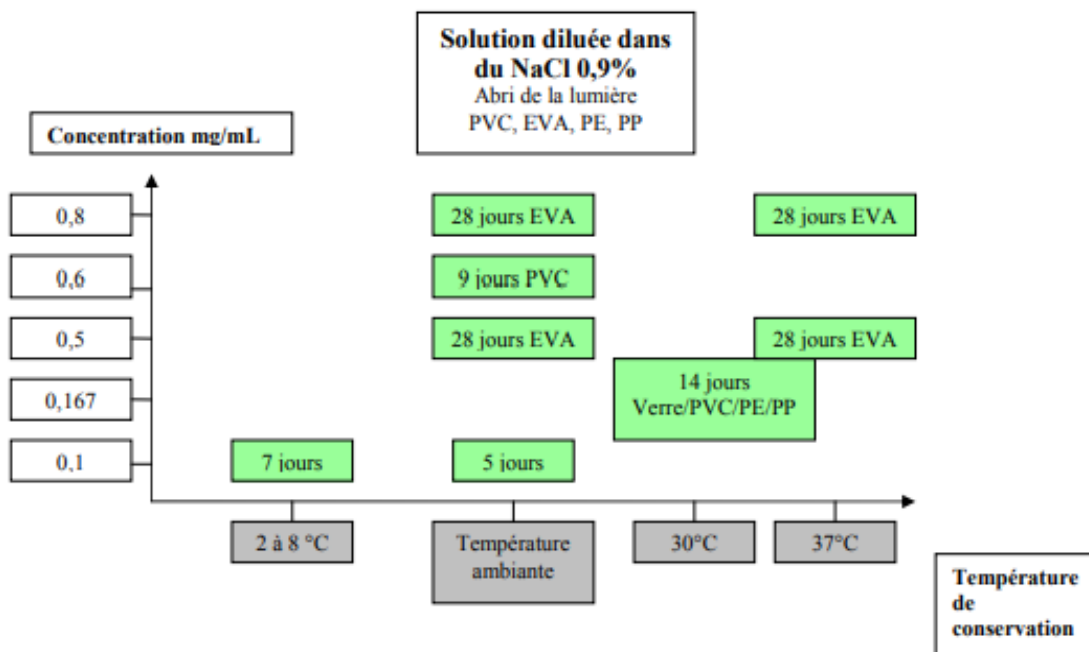 Solution diluée dans
du NaCl 0,9%
Abri de la lumière
PVC, EVA, PE, PP
Concentration mg/mL
0,8
28 jours EVA
28 jours EVA
0,6
9 jours PVC
0,5
28 jours EVA
28 jours EVA
0,167
14 jours
Verre/PVC/PE/PP
0,1
7 jours
5 jours
2 à 8 °C
Température
ambiante
30°C
37°C
Température
de
conservation